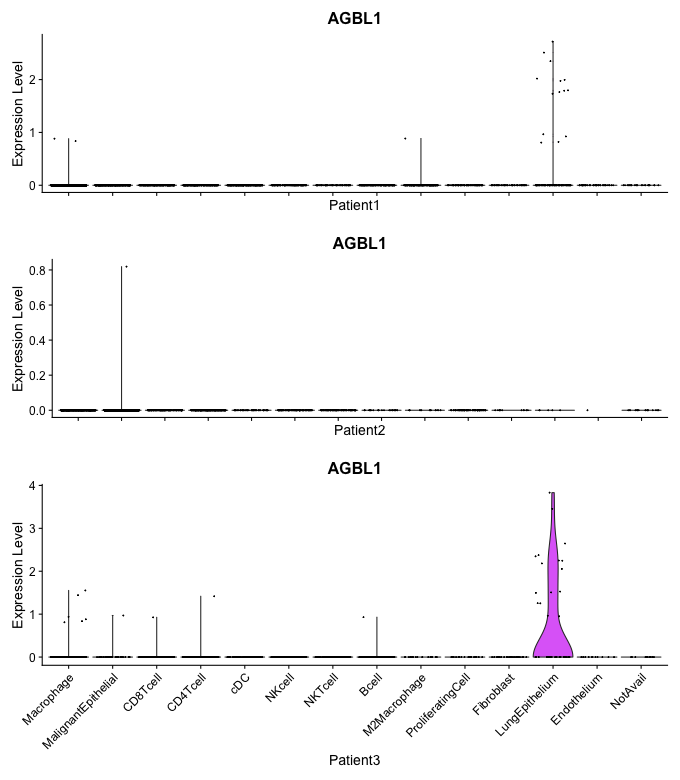 AGBL1
Expression Level
2
1
0
Patient1
AGBL1
Expression Level
0.8
0.6
0.4
0.2
0.0
Patient2
AGBL1
Expression Level
4
3
2
1
0
Macrophage
MalignantEpithelial
CD8Tcell
CD4Tcell
cDC
NKcell
NKTcell
Bcell
M2Macrophage
ProliferatingCell
Fibroblast
LungEpithelium
Endothelium
NotAvail
Patient3